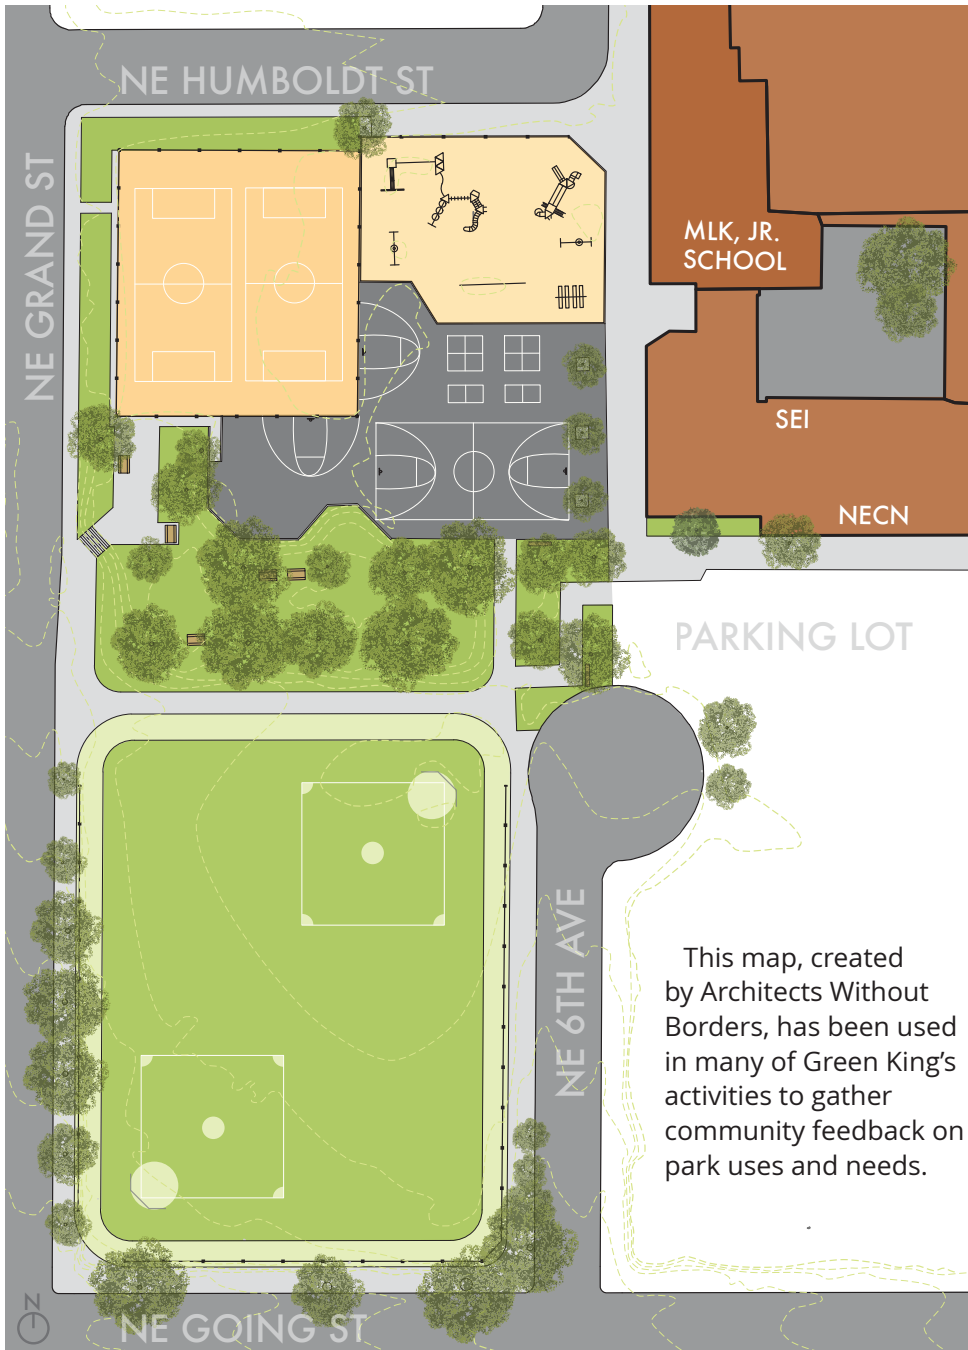 NE HUMBOLDT ST
NE GRAND ST
MLK, JR.
SCHOOL
SEI
NECN
PARKING LOT
NE 6TH AVE
This map, created
by Architects Without
Borders, has been used
in many of Green King’s
activities to gather
community feedback on
park uses and needs.
N
NE GOING ST